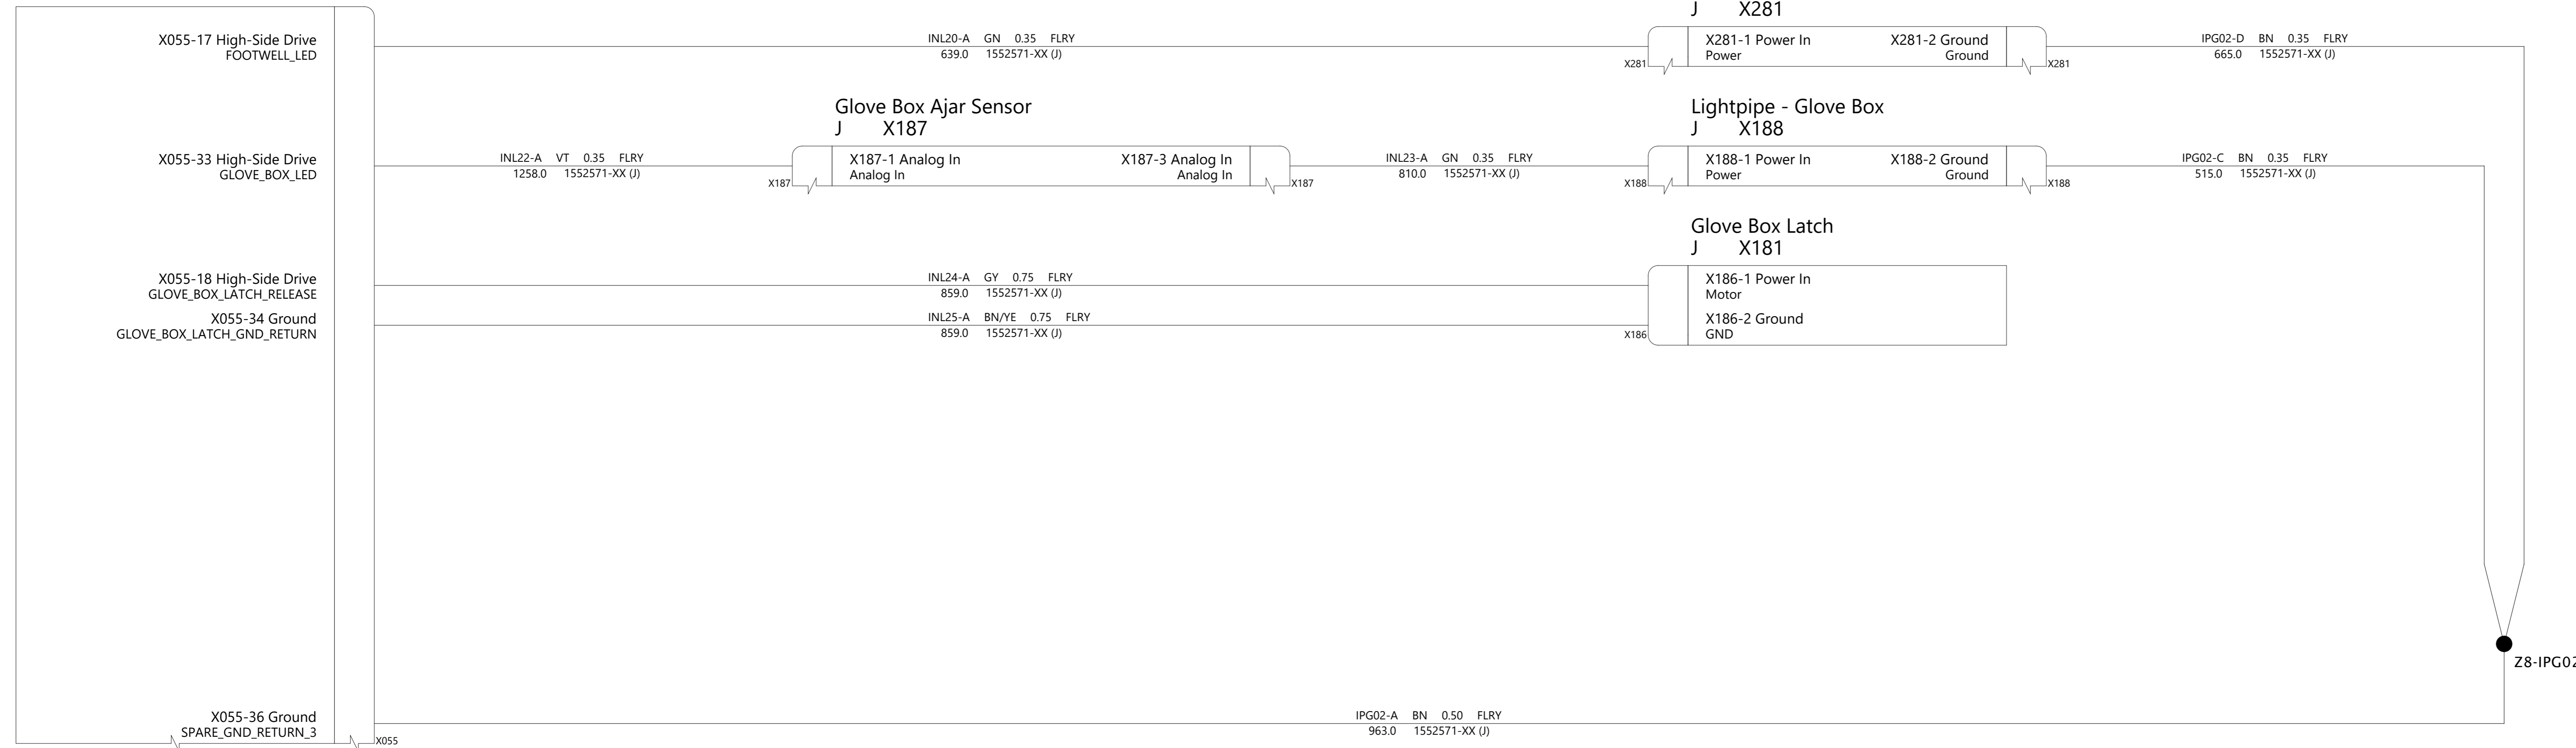 J X281
X055-17 High-Side Drive
FOOTWELL_LED
INL20-A GN 0.35 FLRY
639.0 1552571-XX (J)
X281
X281-1 Power In
Power
X281-2 Ground
Ground
X281
IPG02-D BN 0.35 FLRY
665.0 1552571-XX (J)
Glove Box Ajar Sensor
J X187
Lightpipe - Glove Box
J X188
X055-33 High-Side Drive
GLOVE_BOX_LED
INL22-A VT 0.35 FLRY
1258.0 1552571-XX (J)
X187
X187-1 Analog In
Analog In
X187-3 Analog In
Analog In
X187
INL23-A GN 0.35 FLRY
810.0 1552571-XX (J)
X188
X188-1 Power In
Power
X188-2 Ground
Ground
X188
IPG02-C BN 0.35 FLRY
515.0 1552571-XX (J)
Glove Box Latch
J X181
X055-18 High-Side Drive
GLOVE_BOX_LATCH_RELEASE
INL24-A GY 0.75 FLRY
859.0 1552571-XX (J)
X186-1 Power In
Motor
X055-34 Ground
GLOVE_BOX_LATCH_GND_RETURN
INL25-A BN/YE 0.75 FLRY
859.0 1552571-XX (J)
X186
X186-2 Ground
GND
Z8-IPG02
X055-36 Ground
SPARE_GND_RETURN_3
X055
IPG02-A BN 0.50 FLRY
963.0 1552571-XX (J)